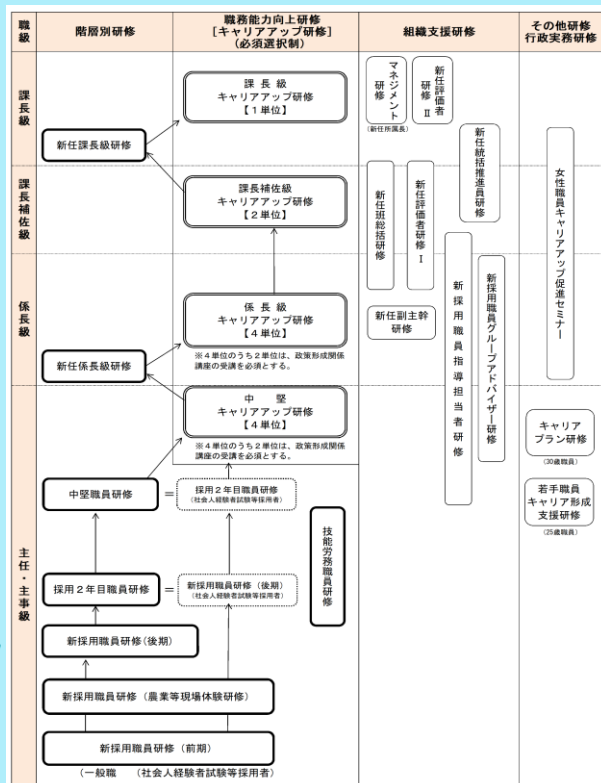 職級
階層別研修
職務能力向上研修
[キャリアアップ研修]
(必須選択制)
組織支援研修
その他研修
行政実務研修
課長級
新任課長級研修
課長級
キャリアアップ研修
【1単位】
マネジメント
研修
(新任所属長)
新任評価者
研修 Ⅱ
新任統括推進員研修
女性職員キャリアアップ促進セミナー
課長補佐級
課長補佐級
キャリアアップ研修
【2単位】
新任班総括研修
新任評価者研修 Ⅰ
係長級
新任係長級研修
係長級
キャリアアップ研修
【4単位】
※4単位のうち2単位は、政策形成関係
講座の受講を必須とする。
新任副主幹
研修
新採用職員指導担当者研修
新採用職員グループアドバイザー研修
主任・主事級
中堅
キャリアアップ研修
【4単位】
※4単位のうち2単位は、政策形成関係
講座の受講を必須とする。
キャリア
プラン研修
(30歳職員)
中堅職員研修
=
採用2年目職員研修
(社会人経験者試験等採用者)
若手職員
キャリア形成
支援研修
(25歳職員)
技能労務職員研修
採用2年目職員研修
=
新採用職員研修(後期)
(社会人経験者試験等採用者)
新採用職員研修(後期)
新採用職員研修(農業等現場体験研修)
新採用職員研修(前期)
(一般職 (社会人経験者試験等採用者)